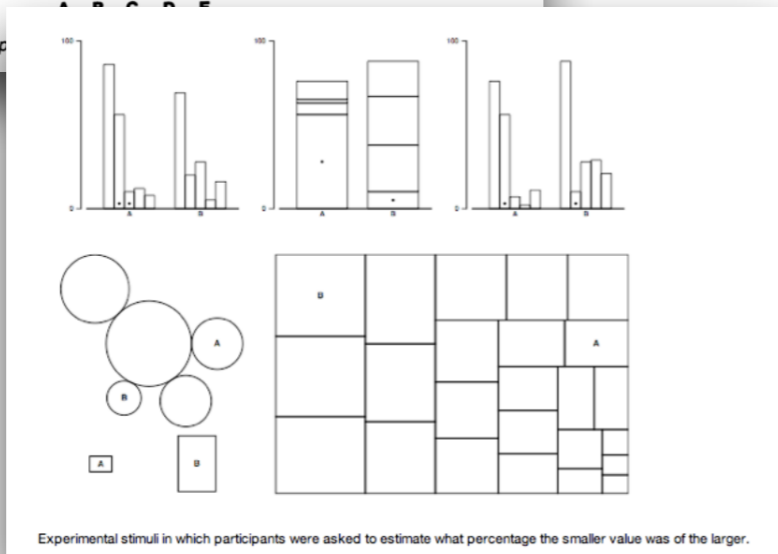 A B C D E
p
100
100
100
0
A
B
0
A
B
0
A
B
B
A
A
B
A
B
Experimental stimuli in which participants were asked to estimate what percentage the smaller value was of the larger.